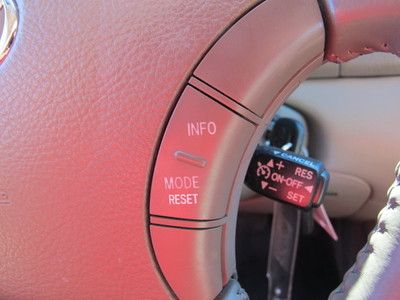 INFO
MODE
RESET
CANCEL
+ RES
ON-OFF
- SET